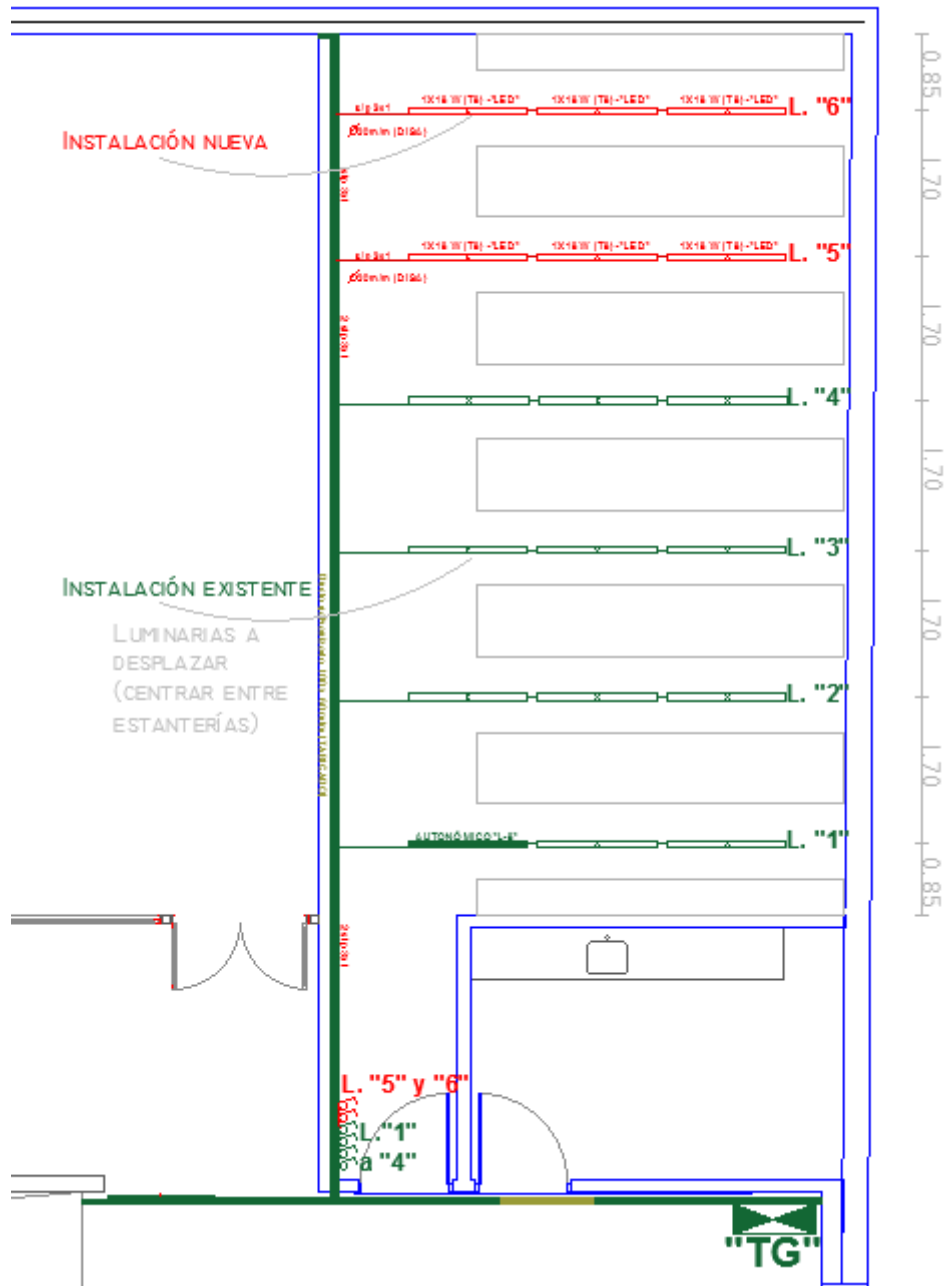 0.85
1X18 W (T8) -"LED" 1X18 W (T8) -"LED" 1X18 W (T8) -"LED" L. "6"
INSTALACIÓN NUEVA
1.70
1X18 W (T8) -"LED" 1X18 W (T8) -"LED" 1X18 W (T8) -"LED" L. "5"
1.70
L. "4"
1.70
L. "3"
INSTALACIÓN EXISTENTE
LUMINARIAS A
DESPLAZAR
(CENTRAR ENTRE
ESTANTERÍAS)
1.70
L. "2"
1.70
AUTONÓMICO "L-6" L. "1"
0.85
L. "5" y "6"
L. "1"
a "4"
"TG"